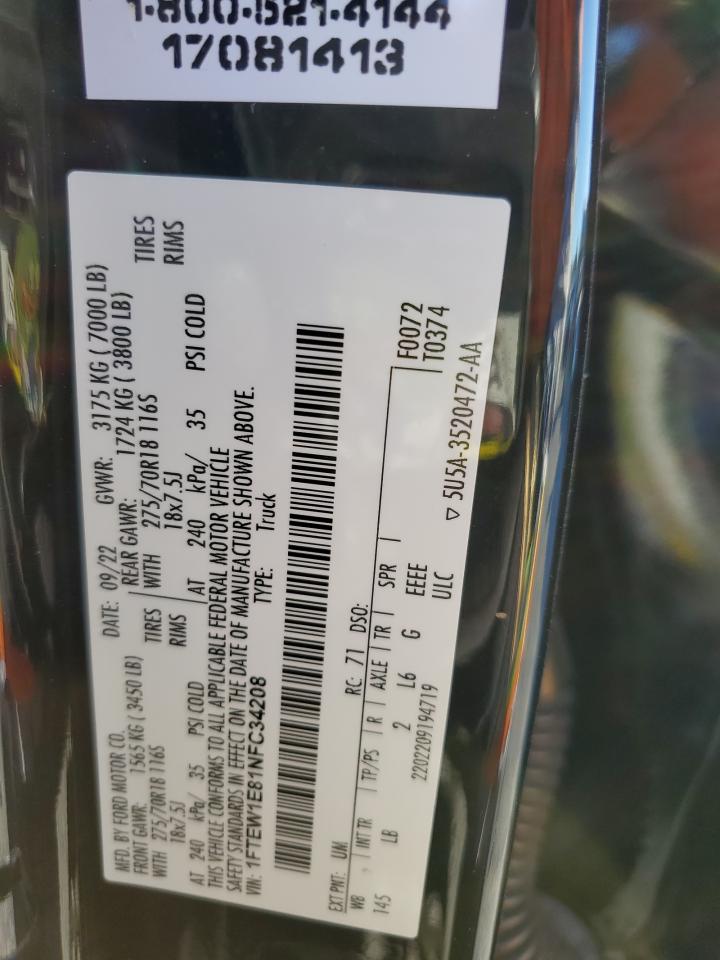 1-800-521-4144
17081413
MFD. BY FORD MOTOR CO. DATE: 09/22 GVWR: 3175 KG ( 7000 LB)
FRONT GAWR: 1565 KG ( 3450 LB) REAR GAWR: 1724 KG ( 3800 LB)
WITH 275/70R18 116S TIRES WITH 275/70R18 116S TIRES
18x7.5J RIMS 18x7.5J RIMS
AT 240 kPa/ 35 PSI COLD AT 240 kPa/ 35 PSI COLD
THIS VEHICLE CONFORMS TO ALL APPLICABLE FEDERAL MOTOR VEHICLE
SAFETY STANDARDS IN EFFECT ON THE DATE OF MANUFACTURE SHOWN ABOVE.
VIN: 1FTEW1E81NFC34208 TYPE: Truck
EXT PNT: UM RC: 71 DSO:
WB INT TR TP/PS R AXLE TR SPR F0072
145 LB 2 L6 G EEEE T0374
ULC
2202209194719 ▽ 5U5A-3520472-AA